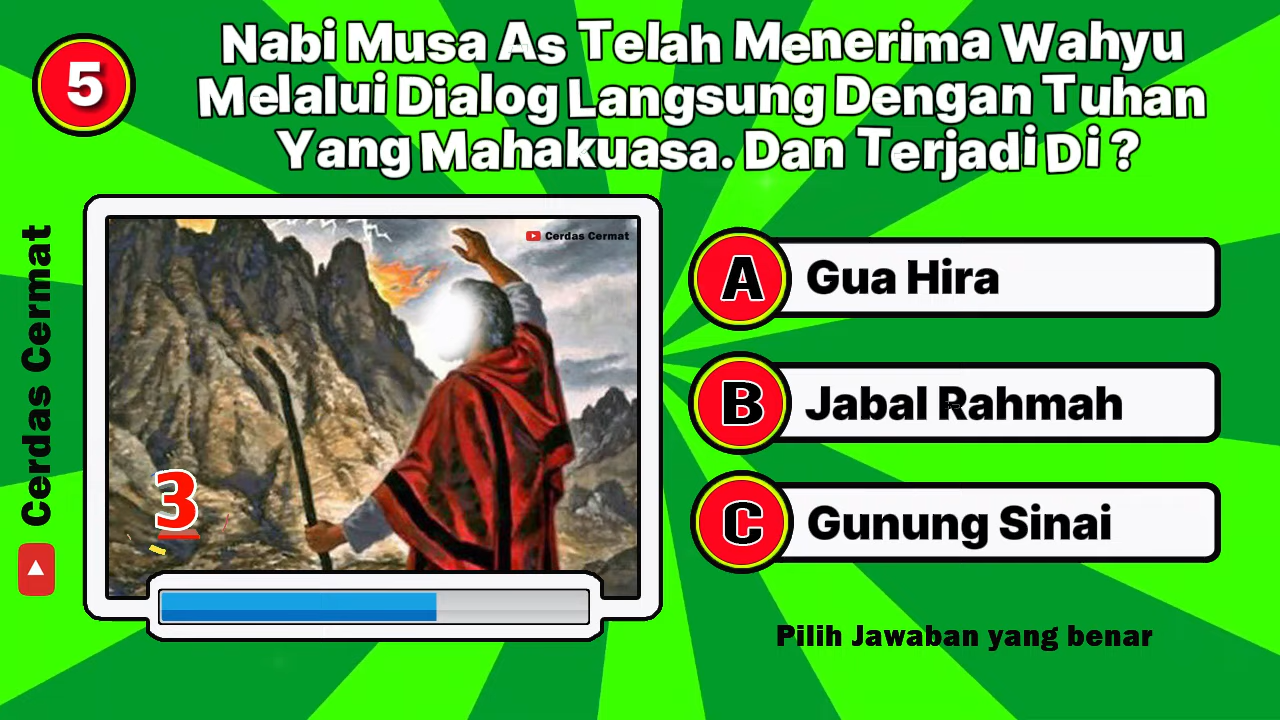 5
Nabi Musa As Telah Menerima Wahyu
Melalui Dialog Langsung Dengan Tuhan
Yang Mahakuasa. Dan Terjadi Di ?
Cerdas Cermat
Cerdas Cermat
3
A Gua Hira
B Jabal Rahmah
C Gunung Sinai
Pilih Jawaban yang benar